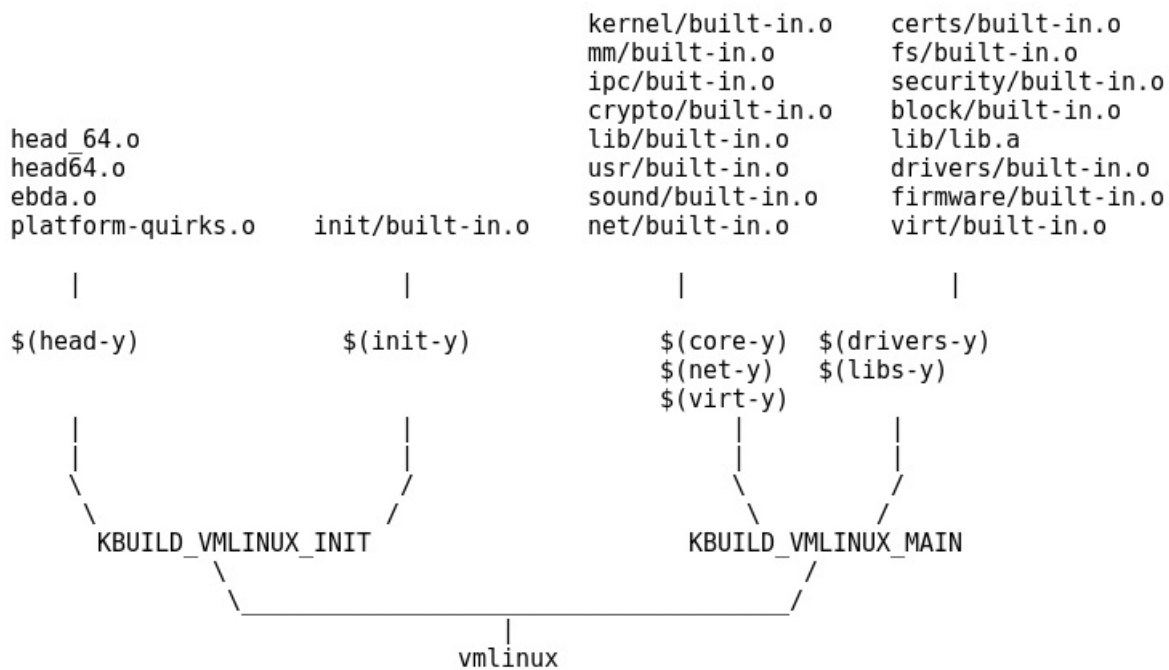 kernel/built-in.o certs/built-in.o
mm/built-in.o fs/built-in.o
ipc/buit-in.o security/built-in.o
crypto/built-in.o block/built-in.o
head_64.o lib/built-in.o lib/lib.a
head64.o usr/built-in.o drivers/built-in.o
ebda.o sound/built-in.o firmware/built-in.o
platform-quirks.o init/built-in.o net/built-in.o virt/built-in.o
$(head-y) $(init-y) $(core-y) $(drivers-y)
$(net-y) $(libs-y)
$(virt-y)
KBUILD_VMLINUX_INIT KBUILD_VMLINUX_MAIN
vmlinux